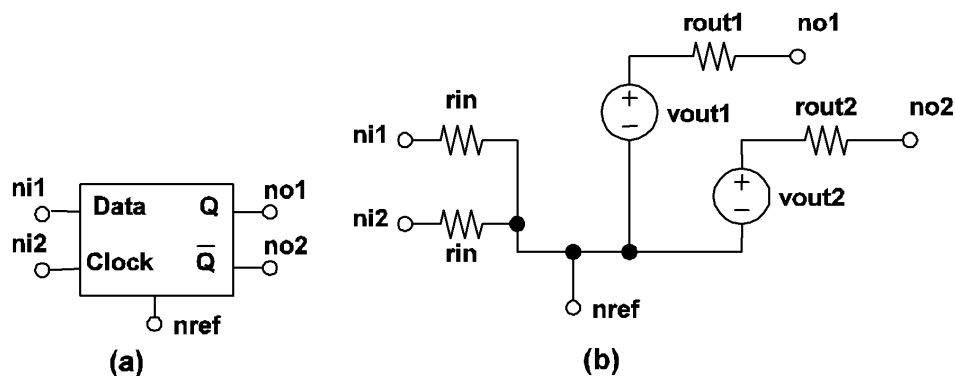 ni1
Data
Q
no1
ni2
Clock
Q̅
no2
nref
(a)
rout1
no1
rin
vout1
rout2
no2
ni1
ni2
rin
vout2
nref
(b)